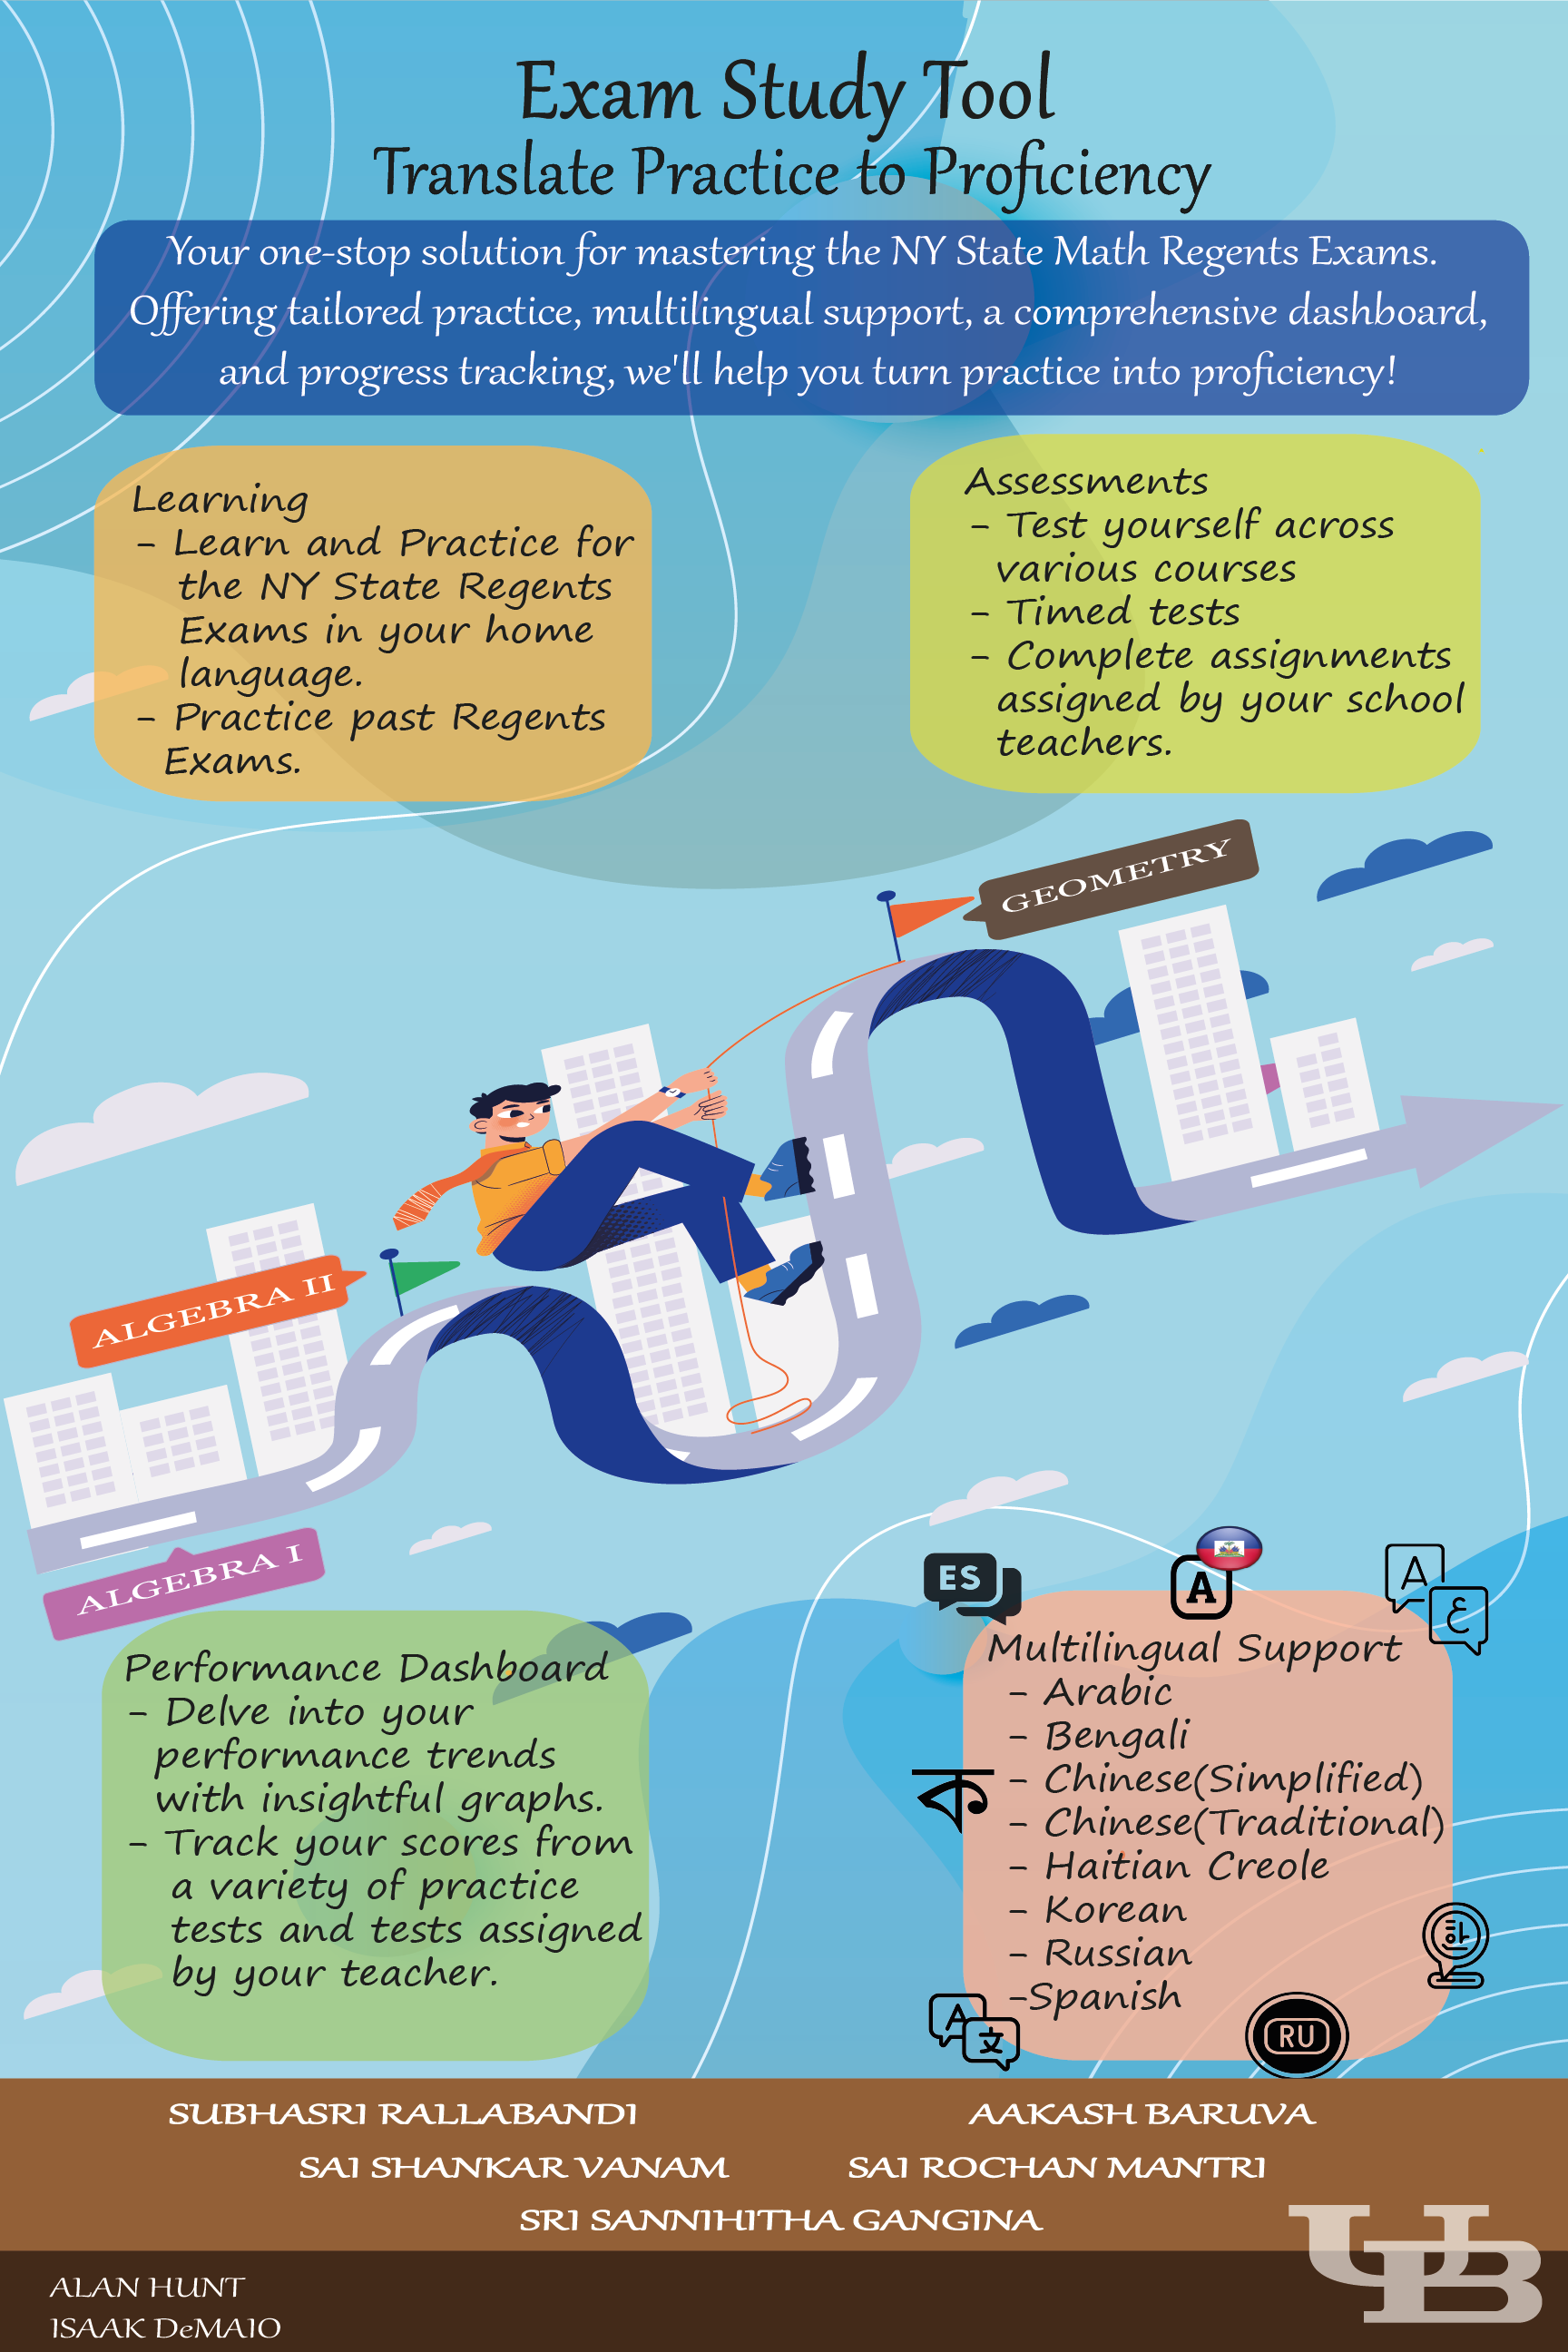 Exam Study Tool
Translate Practice to Proficiency
Your one-stop solution for mastering the NY State Math Regents Exams.
Offering tailored practice, multilingual support, a comprehensive dashboard,
and progress tracking, we'll help you turn practice into proficiency!
Learning
- Learn and Practice for
the NY State Regents
Exams in your home
language.
- Practice past Regents
Exams.
Assessments
- Test yourself across
various courses
- Timed tests
- Complete assignments
assigned by your school
teachers.
GEOMETRY
ALGEBRA II
ALGEBRA I
Performance Dashboard
- Delve into your
performance trends
with insightful graphs.
- Track your scores from
a variety of practice
tests and tests assigned
by your teacher.
ES
A
A
ع
Multilingual Support
- Arabic
- Bengali
- Chinese(Simplified)
- Chinese(Traditional)
- Haitian Creole
- Korean
- Russian
-Spanish
ক
하
A
文
RU
SUBHASRI RALLABANDI
AAKASH BARUVA
SAI SHANKAR VANAM
SAI ROCHAN MANTRI
SRI SANNIHITHA GANGINA
ALAN HUNT
ISAAK DeMAIO
UB